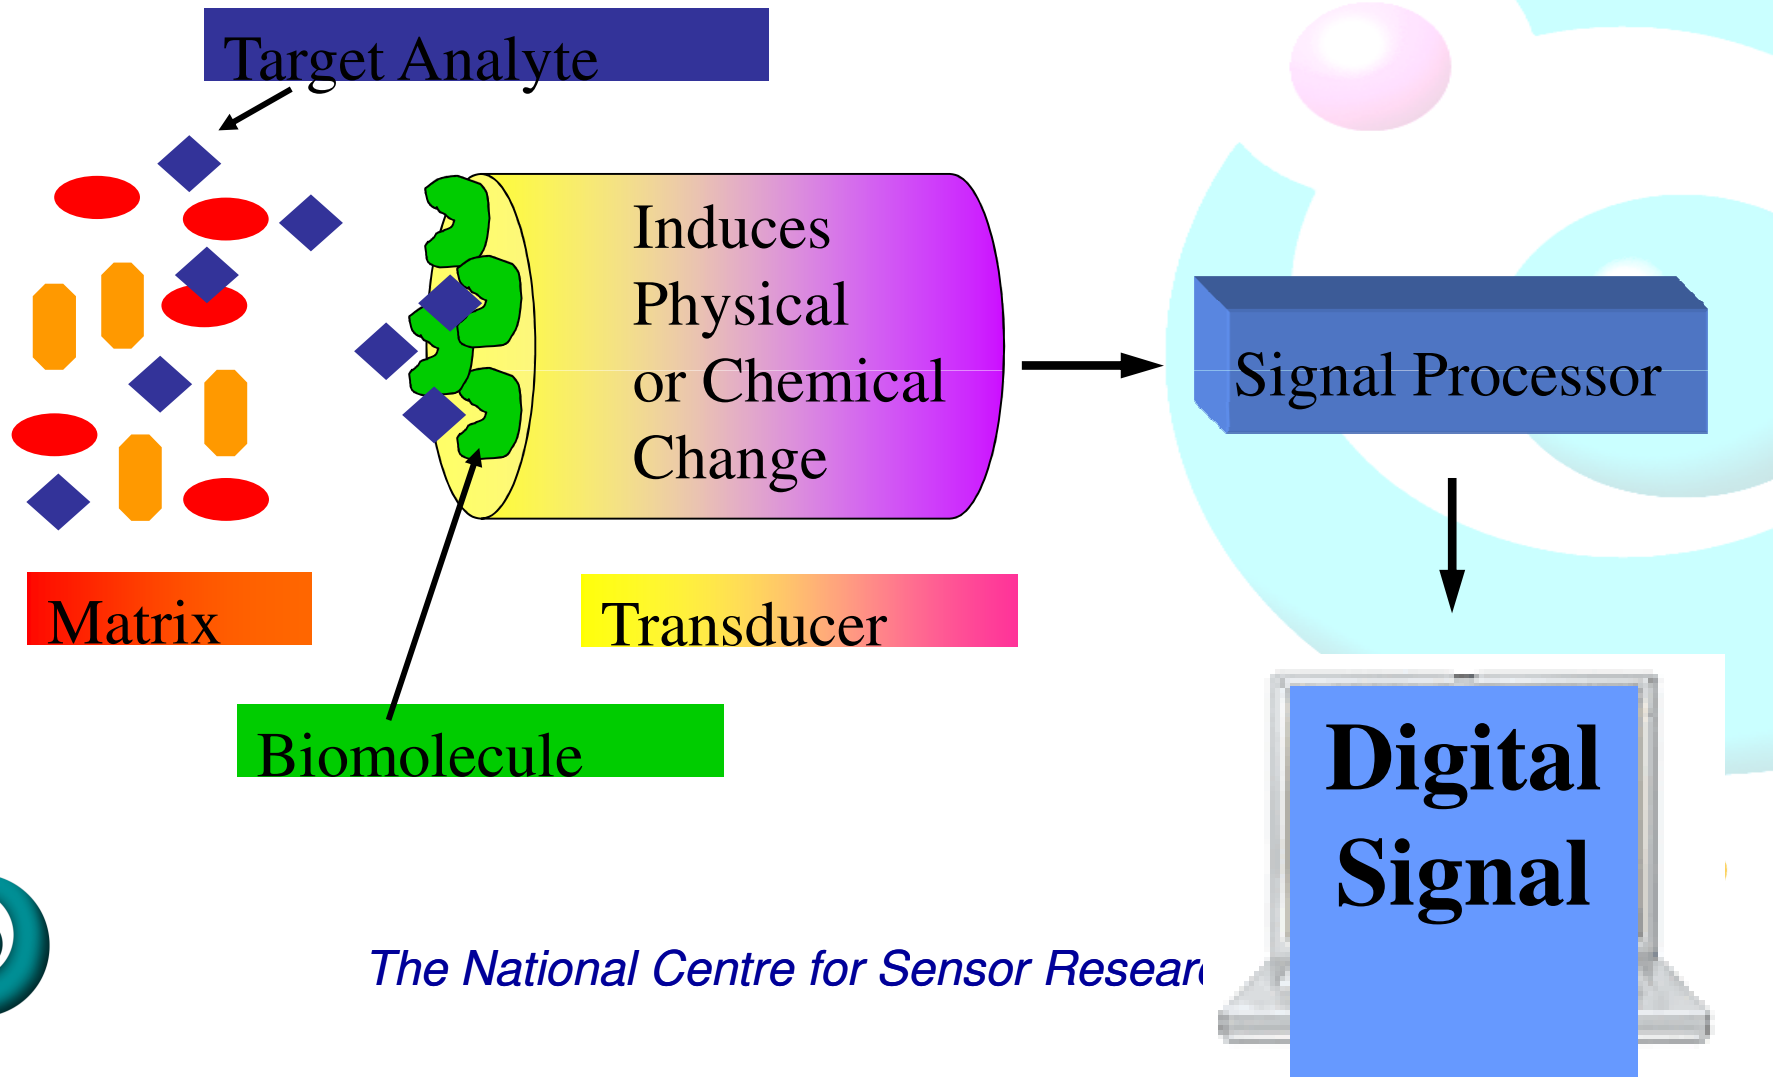 Target Analyte
Induces
Physical
or Chemical
Change
Signal Processor
Matrix
Transducer
Biomolecule
Digital
Signal
The National Centre for Sensor